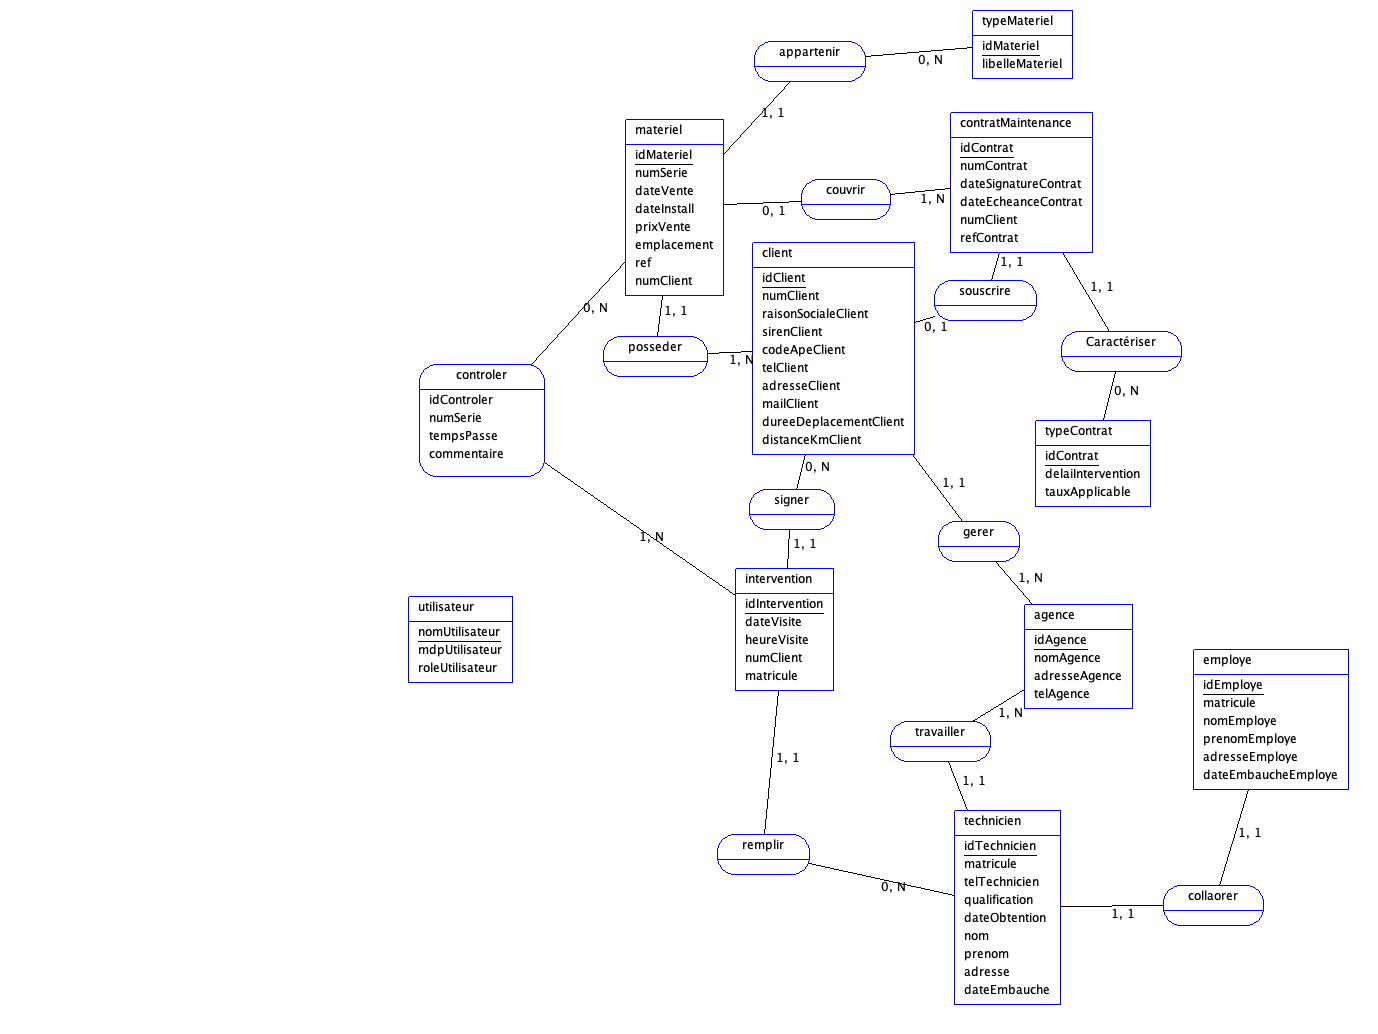 typeMateriel
idMateriel
libelleMateriel
appartenir
0, N
1, 1
materiel
idMateriel
numSerie
dateVente
dateInstall
prixVente
emplacement
ref
numClient
contratMaintenance
idContrat
numContrat
dateSignatureContrat
dateEcheanceContrat
numClient
refContrat
couvrir
0, 1
1, N
client
idClient
numClient
raisonSocialeClient
sirenClient
codeApeClient
telClient
adresseClient
mailClient
dureeDeplacementClient
distanceKmClient
1, 1
souscrire
0, 1
1, 1
Caractériser
0, N
typeContrat
idContrat
delaiIntervention
tauxApplicable
0, N
1, 1
posseder
1, N
controler
idControler
numSerie
tempsPasse
commentaire
0, N
signer
1, 1
1, 1
gerer
1, N
1, N
intervention
idIntervention
dateVisite
heureVisite
numClient
matricule
utilisateur
nomUtilisateur
mdpUtilisateur
roleUtilisateur
agence
idAgence
nomAgence
adresseAgence
telAgence
employe
idEmploye
matricule
nomEmploye
prenomEmploye
adresseEmploye
dateEmbaucheEmploye
1, N
travailler
1, 1
1, 1
remplir
0, N
technicien
idTechnicien
matricule
telTechnicien
qualification
dateObtention
nom
prenom
adresse
dateEmbauche
1, 1
collaorer
1, 1